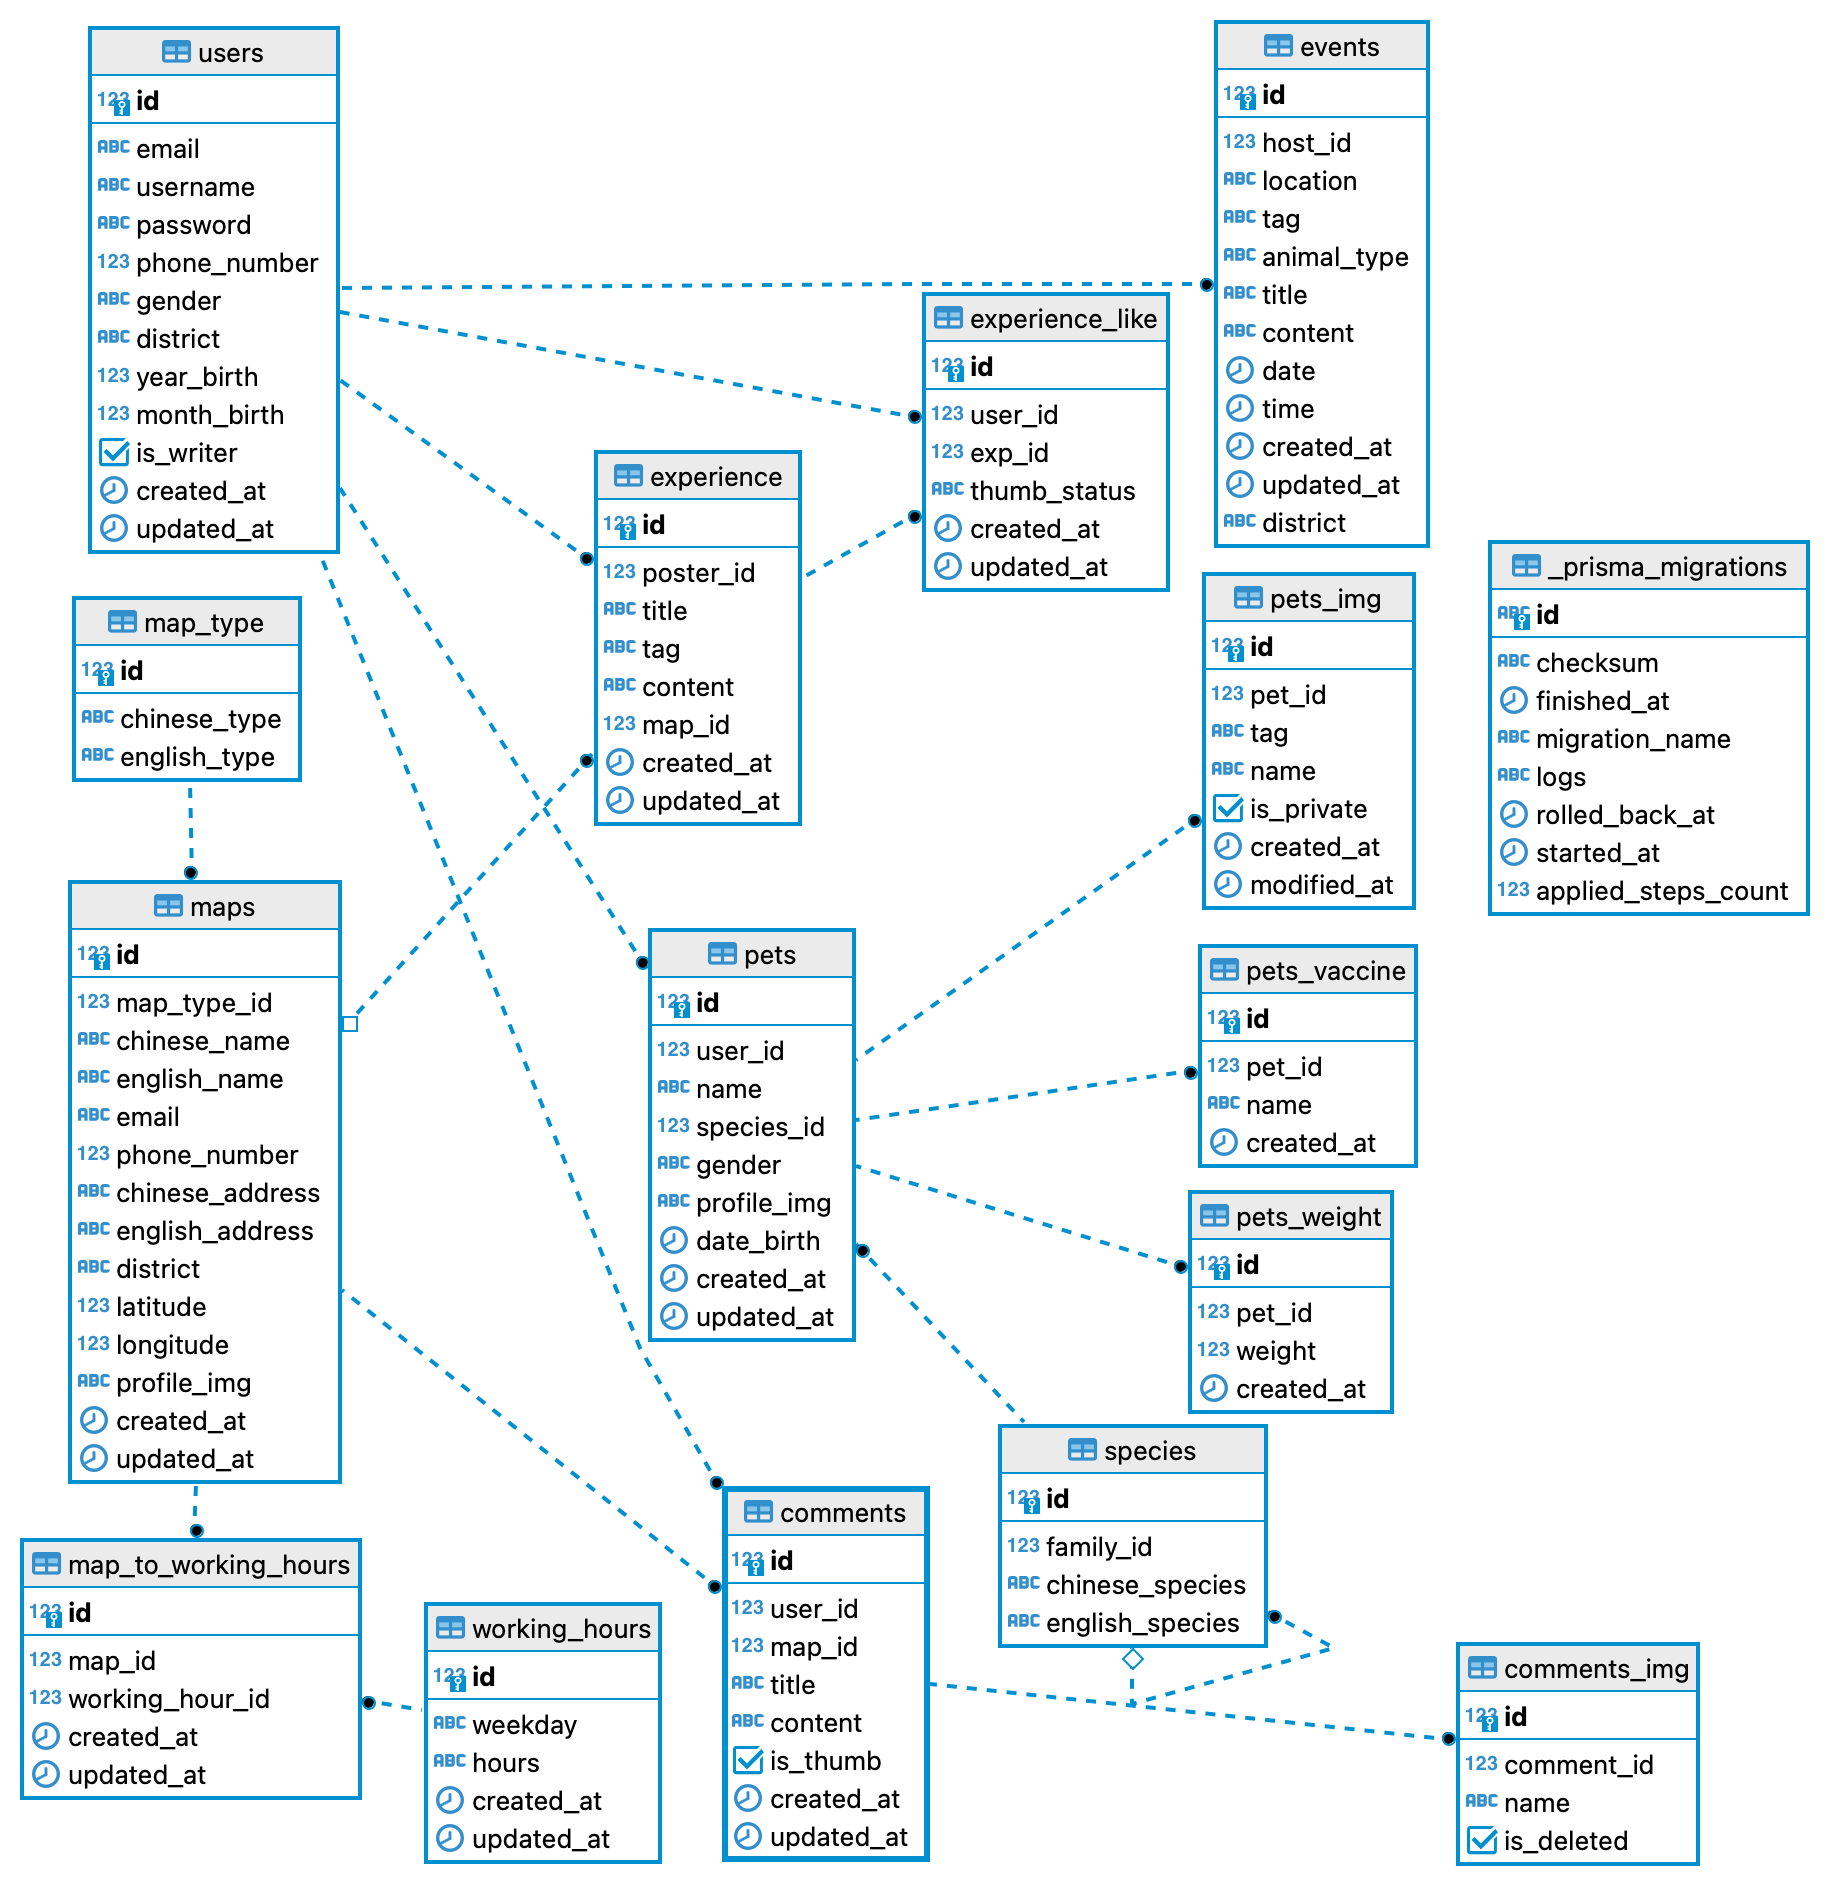 users
123 id
ABC email
ABC username
ABC password
123 phone_number
ABC gender
ABC district
123 year_birth
123 month_birth
is_writer
created_at
updated_at
events
123 id
123 host_id
ABC location
ABC tag
ABC animal_type
ABC title
ABC content
date
time
created_at
updated_at
ABC district
experience_like
123 id
123 user_id
123 exp_id
ABC thumb_status
created_at
updated_at
experience
123 id
123 poster_id
ABC title
ABC tag
ABC content
123 map_id
created_at
updated_at
_prisma_migrations
ABC id
ABC checksum
finished_at
ABC migration_name
ABC logs
rolled_back_at
started_at
123 applied_steps_count
pets_img
123 id
123 pet_id
ABC tag
ABC name
is_private
created_at
modified_at
map_type
123 id
ABC chinese_type
ABC english_type
maps
123 id
123 map_type_id
ABC chinese_name
ABC english_name
ABC email
123 phone_number
ABC chinese_address
ABC english_address
ABC district
123 latitude
123 longitude
ABC profile_img
created_at
updated_at
pets
123 id
123 user_id
ABC name
123 species_id
ABC gender
ABC profile_img
date_birth
created_at
updated_at
pets_vaccine
123 id
123 pet_id
ABC name
created_at
pets_weight
123 id
123 pet_id
123 weight
created_at
species
123 id
123 family_id
ABC chinese_species
ABC english_species
comments
123 id
123 user_id
123 map_id
ABC title
ABC content
is_thumb
created_at
updated_at
map_to_working_hours
123 id
123 map_id
123 working_hour_id
created_at
updated_at
working_hours
123 id
ABC weekday
ABC hours
created_at
updated_at
comments_img
123 id
123 comment_id
ABC name
is_deleted